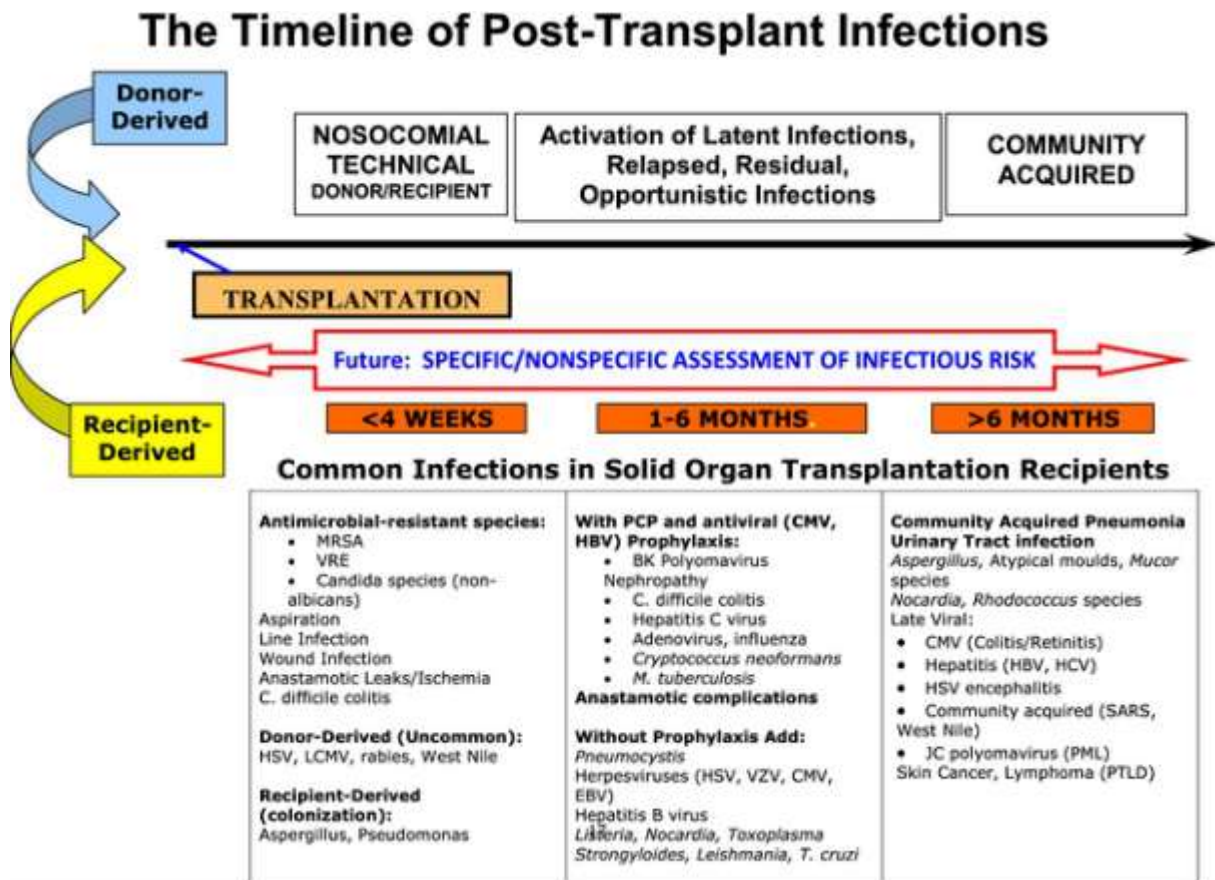 The Timeline of Post-Transplant Infections
Donor-
Derived
NOSOCOMIAL
TECHNICAL
DONOR/RECIPIENT
Activation of Latent Infections,
Relapsed, Residual,
Opportunistic Infections
COMMUNITY
ACQUIRED
TRANSPLANTATION
Future: SPECIFIC/NONSPECIFIC ASSESSMENT OF INFECTIOUS RISK
Recipient-
Derived
<4 WEEKS
1-6 MONTHS.
>6 MONTHS
Common Infections in Solid Organ Transplantation Recipients
Antimicrobial-resistant species:
• MRSA
• VRE
• Candida species (non-
albicans)
Aspiration
Line Infection
Wound Infection
Anastamotic Leaks/Ischemia
C. difficile colitis
Donor-Derived (Uncommon):
HSV, LCMV, rabies, West Nile
Recipient-Derived
(colonization):
Aspergillus, Pseudomonas
With PCP and antiviral (CMV,
HBV) Prophylaxis:
• BK Polyomavirus
Nephropathy
• C. difficile colitis
• Hepatitis C virus
• Adenovirus, influenza
• Cryptococcus neoformans
• M. tuberculosis
Anastamotic complications
Without Prophylaxis Add:
Pneumocystis
Herpesviruses (HSV, VZV, CMV,
EBV)
Hepatitis B virus
Listeria, Nocardia, Toxoplasma
Strongyloides, Leishmania, T. cruzi
Community Acquired Pneumonia
Urinary Tract infection
Aspergillus, Atypical moulds, Mucor
species
Nocardia, Rhodococcus species
Late Viral:
• CMV (Colitis/Retinitis)
• Hepatitis (HBV, HCV)
• HSV encephalitis
• Community acquired (SARS,
West Nile)
• JC polyomavirus (PML)
Skin Cancer, Lymphoma (PTLD)